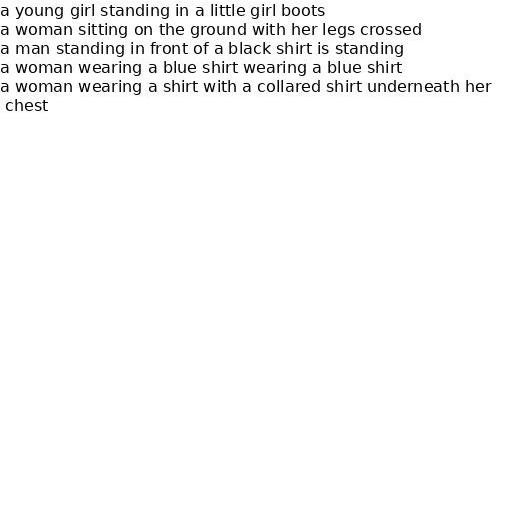 a young girl standing in a little girl boots
a woman sitting on the ground with her legs crossed
a man standing in front of a black shirt is standing
a woman wearing a blue shirt wearing a blue shirt
a woman wearing a shirt with a collared shirt underneath her
chest